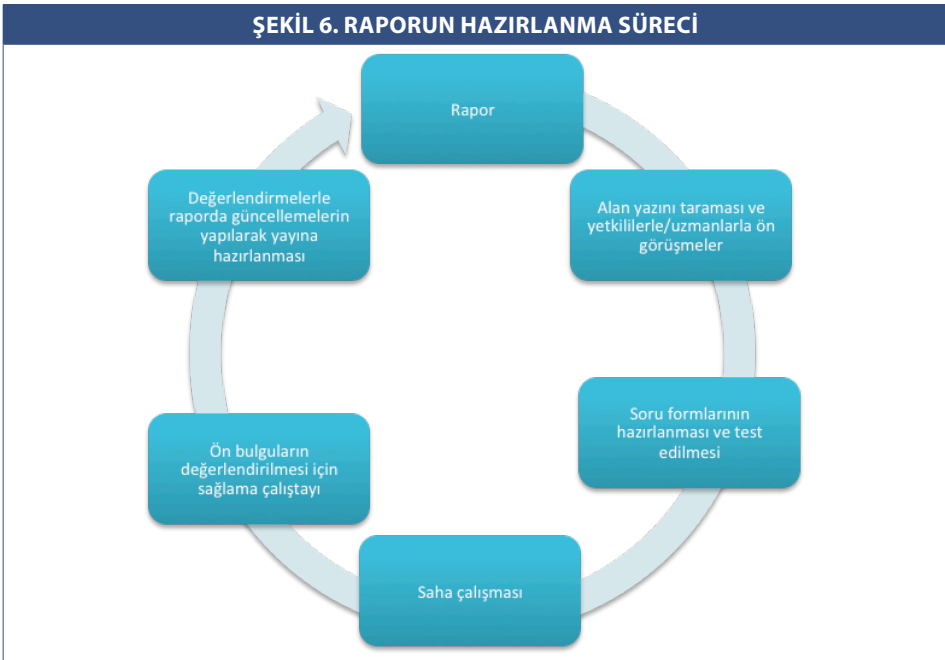 ŞEKİL 6. RAPORUN HAZIRLANMA SÜRECİ
Rapor
Alan yazını taraması ve
yetkililerle/uzmanlarla ön
görüşmeler
Soru formlarının
hazırlanması ve test
edilmesi
Saha çalışması
Ön bulguların
değerlendirilmesi için
sağlama çalıştayı
Değerlendirmelerle
raporda güncellemelerin
yapılarak yayına
hazırlanması